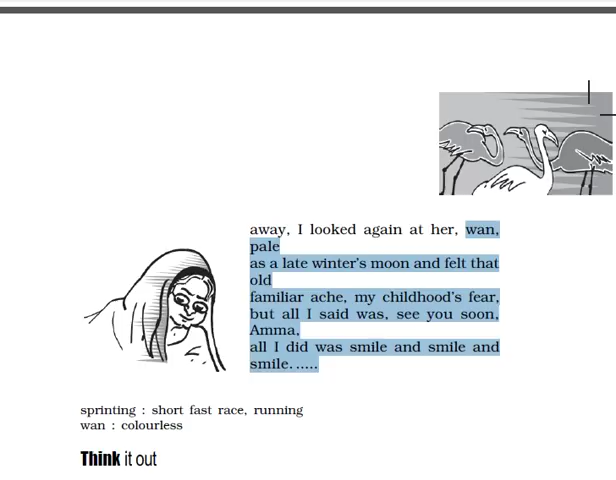 away, I looked again at her, wan,
pale
as a late winter's moon and felt that
old
familiar ache, my childhood's fear,
but all I said was, see you soon,
Amma,
all I did was smile and smile and
smile. .....
sprinting : short fast race, running
wan : colourless
Think it out